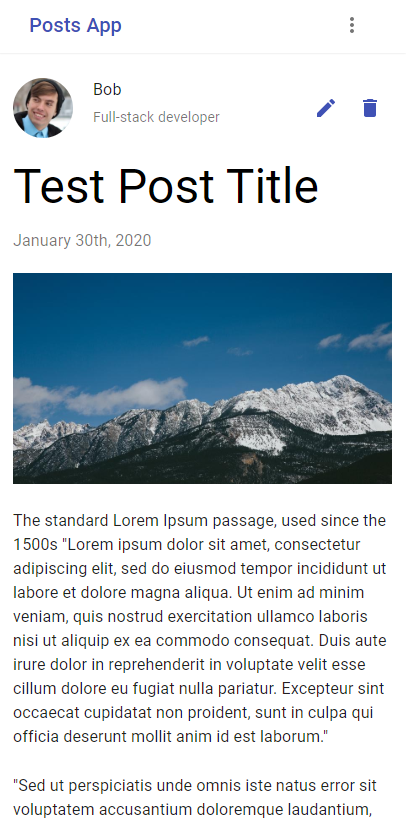 Posts App
Bob
Full-stack developer
Test Post Title
January 30th, 2020
The standard Lorem Ipsum passage, used since the
1500s "Lorem ipsum dolor sit amet, consectetur
adipiscing elit, sed do eiusmod tempor incididunt ut
labore et dolore magna aliqua. Ut enim ad minim
veniam, quis nostrud exercitation ullamco laboris
nisi ut aliquip ex ea commodo consequat. Duis aute
irure dolor in reprehenderit in voluptate velit esse
cillum dolore eu fugiat nulla pariatur. Excepteur sint
occaecat cupidatat non proident, sunt in culpa qui
officia deserunt mollit anim id est laborum."
"Sed ut perspiciatis unde omnis iste natus error sit
voluptatem accusantium doloremque laudantium,